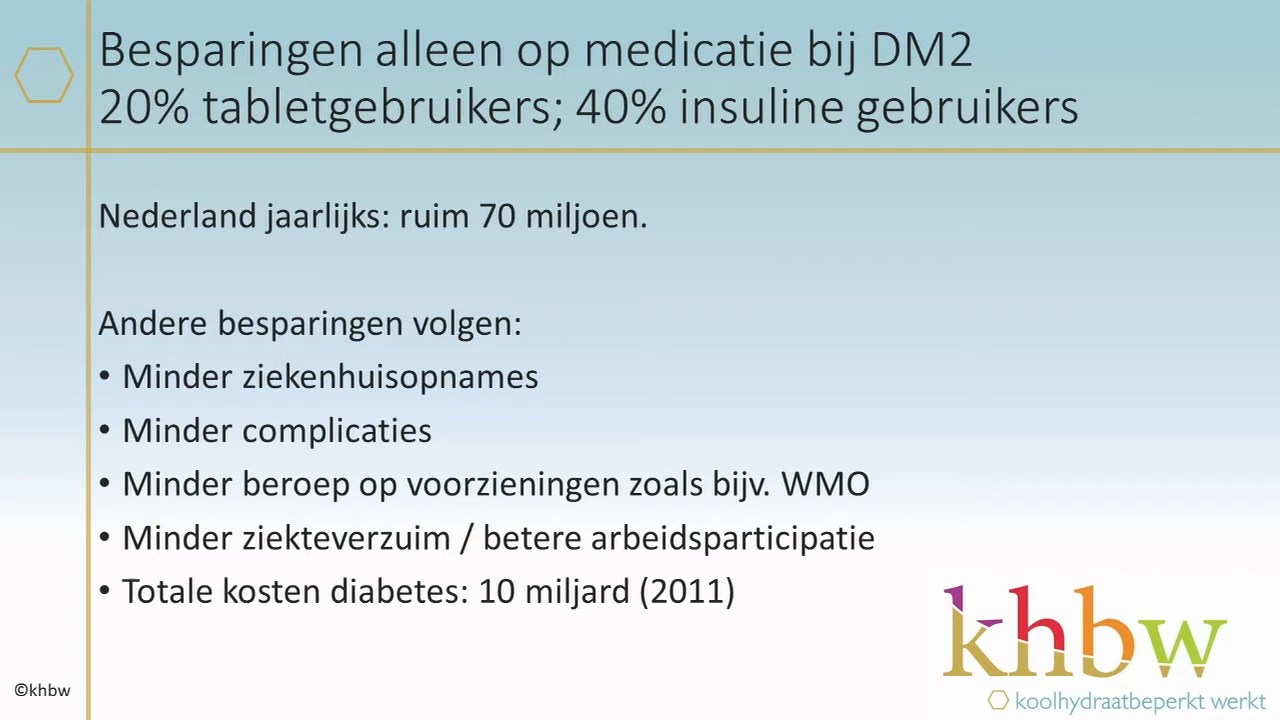 Besparingen alleen op medicatie bij DM2
20% tabletgebruikers; 40% insuline gebruikers
Nederland jaarlijks: ruim 70 miljoen.
Andere besparingen volgen:
• Minder ziekenhuisopnames
• Minder complicaties
• Minder beroep op voorzieningen zoals bijv. WMO
• Minder ziekteverzuim / betere arbeidsparticipatie
• Totale kosten diabetes: 10 miljard (2011)
khbw
koolhydraatbeperkt werkt
©khbw